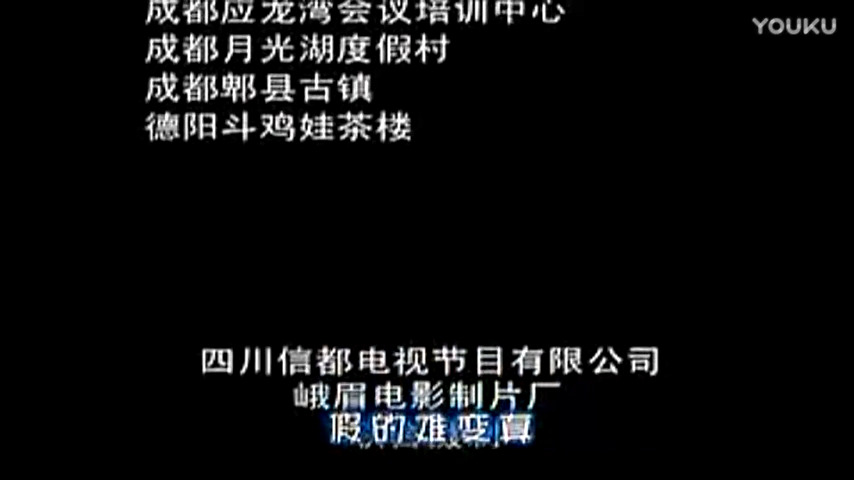 YOUKU
成都应龙湾会议培训中心
成都月光湖度假村
成都郫县古镇
德阳斗鸡娃茶楼
四川信都电视节目有限公司
峨眉电影制片厂
假的难变真